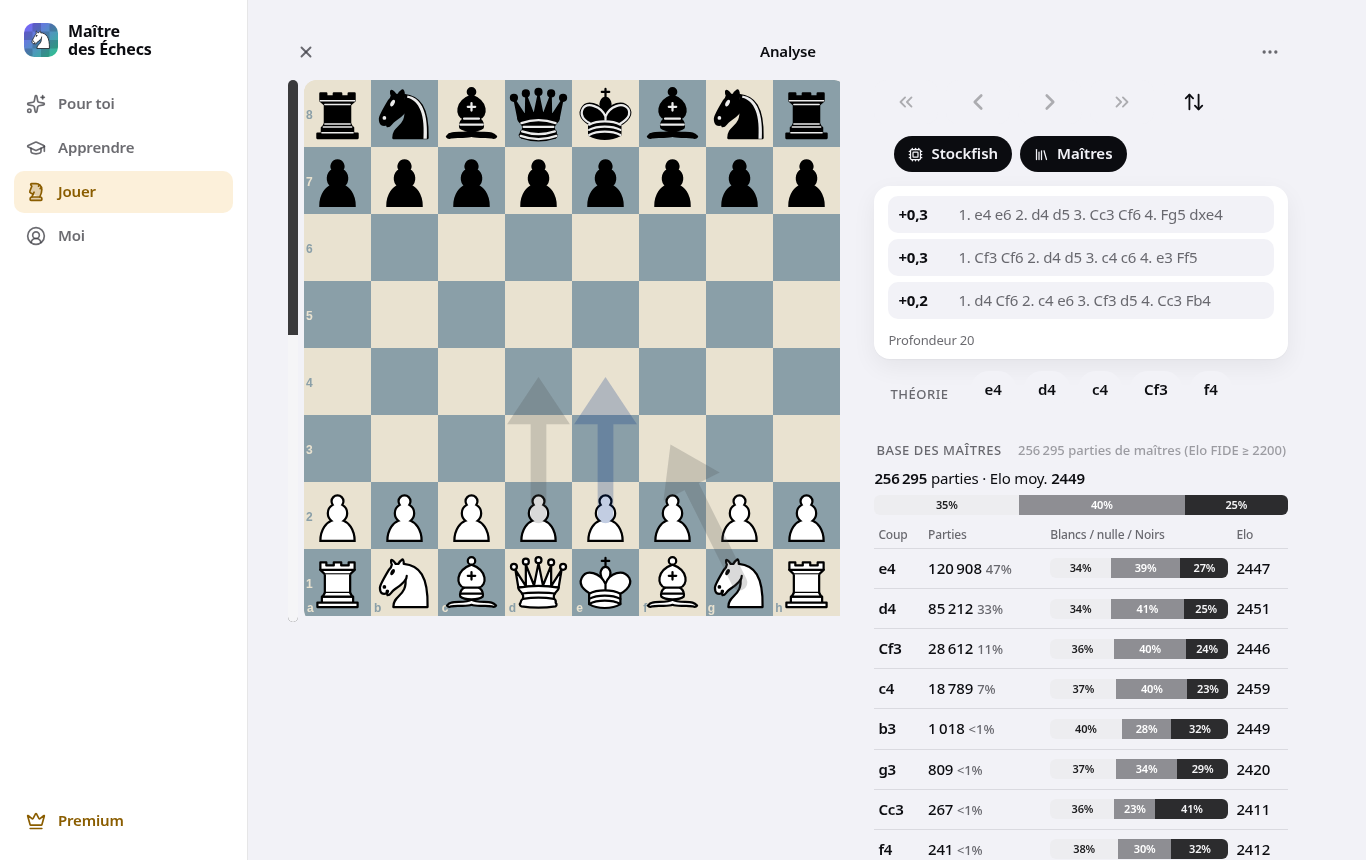 Maître
des Échecs
Pour toi
Apprendre
Jouer
Moi
Premium
Analyse
8
7
6
5
4
3
2
1
a
b
c
d
e
f
g
h
Stockfish
Maîtres
+0,3 1. e4 e6 2. d4 d5 3. Cc3 Cf6 4. Fg5 dxe4
+0,3 1. Cf3 Cf6 2. d4 d5 3. c4 c6 4. e3 Ff5
+0,2 1. d4 Cf6 2. c4 e6 3. Cf3 d5 4. Cc3 Fb4
Profondeur 20
THÉORIE e4 d4 c4 Cf3 f4
BASE DES MAÎTRES 256 295 parties de maîtres (Elo FIDE ≥ 2200)
256 295 parties · Elo moy. 2449
35% 40% 25%
Coup Parties Blancs / nulle / Noirs Elo
e4 120 908 47% 34% 39% 27% 2447
d4 85 212 33% 34% 41% 25% 2451
Cf3 28 612 11% 36% 40% 24% 2446
c4 18 789 7% 37% 40% 23% 2459
b3 1 018 <1% 40% 28% 32% 2449
g3 809 <1% 37% 34% 29% 2420
Cc3 267 <1% 36% 23% 41% 2411
f4 241 <1% 38% 30% 32% 2412